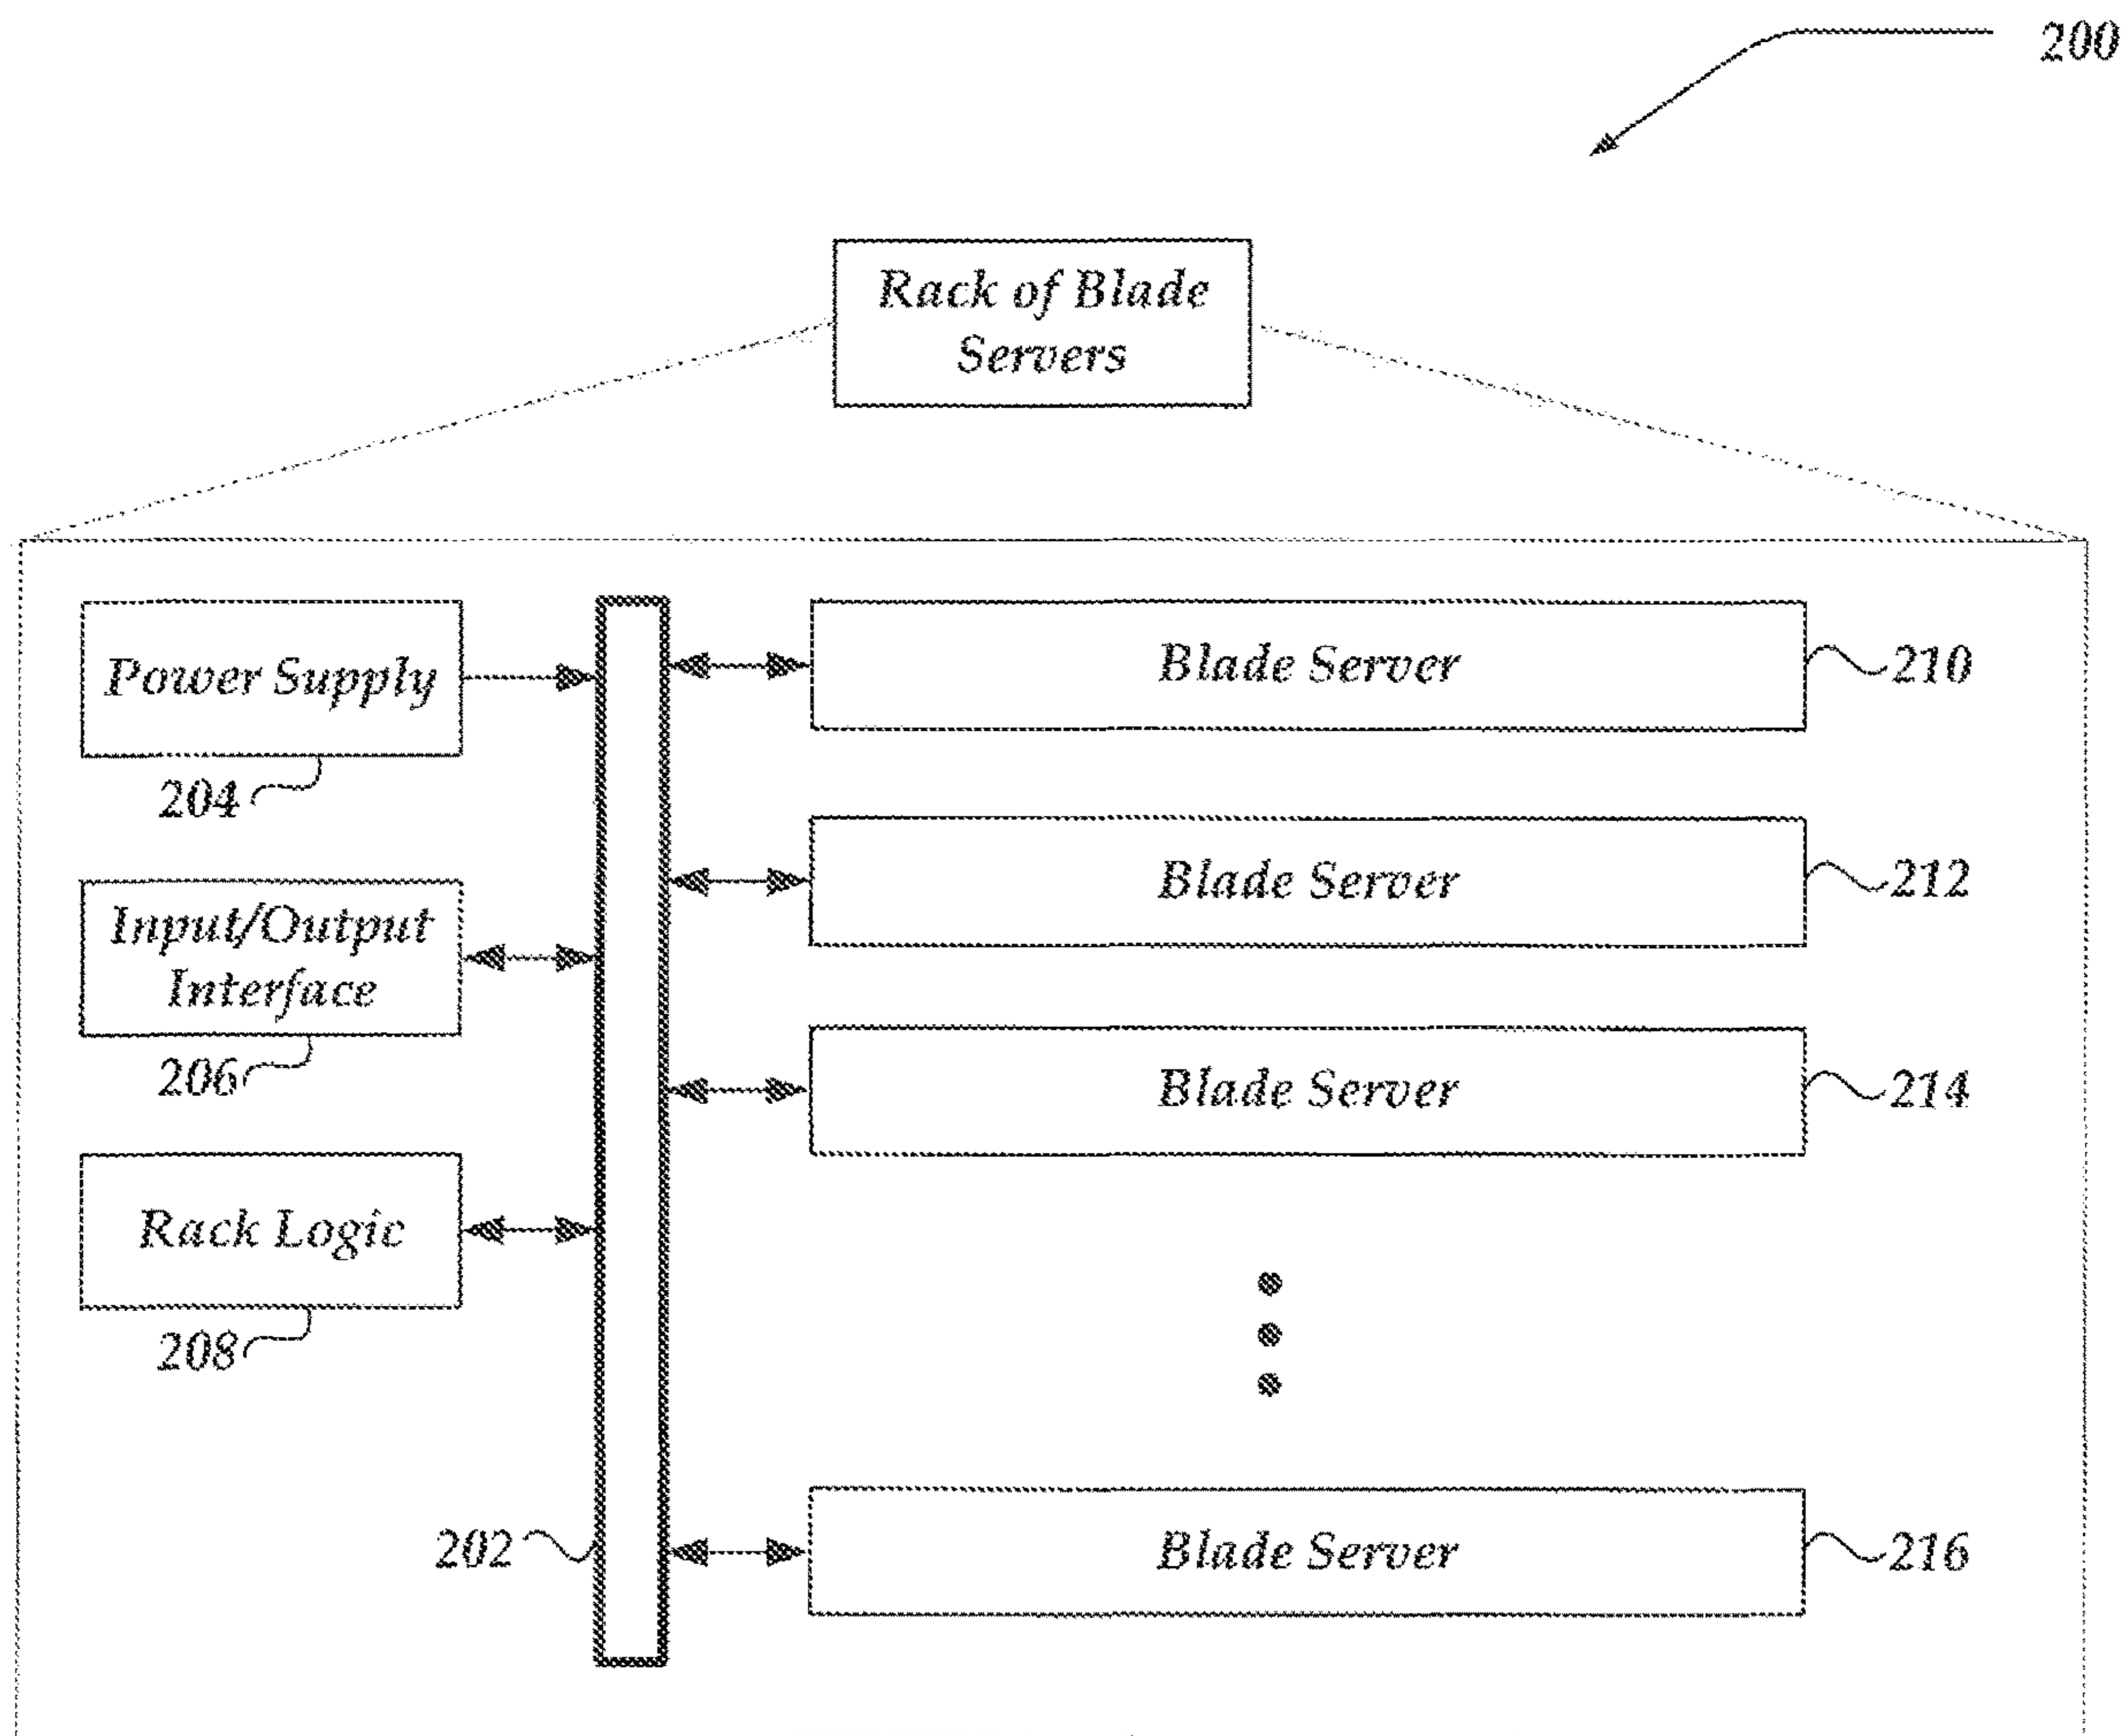 200
Rack of Blade
Servers
Power Supply
204
Input/Output
Interface
206
Rack Logic
208
202
Blade Server
210
Blade Server
212
Blade Server
214
Blade Server
216